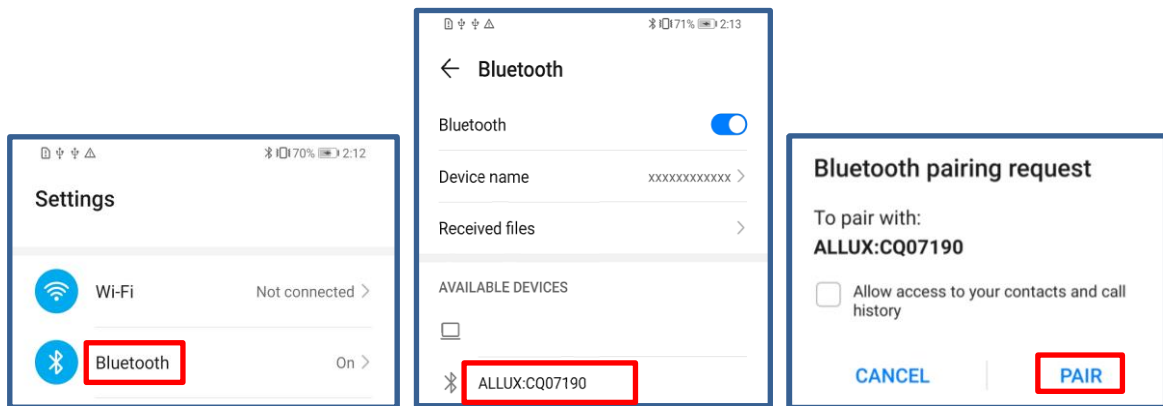 70% 2:12
Settings
Wi-Fi Not connected >
Bluetooth On >
71% 2:13
← Bluetooth
Bluetooth
Device name xxxxxxxxxxxx >
Received files >
AVAILABLE DEVICES
ALLUX:CQ07190
Bluetooth pairing request
To pair with:
ALLUX:CQ07190
Allow access to your contacts and call
history
CANCEL PAIR